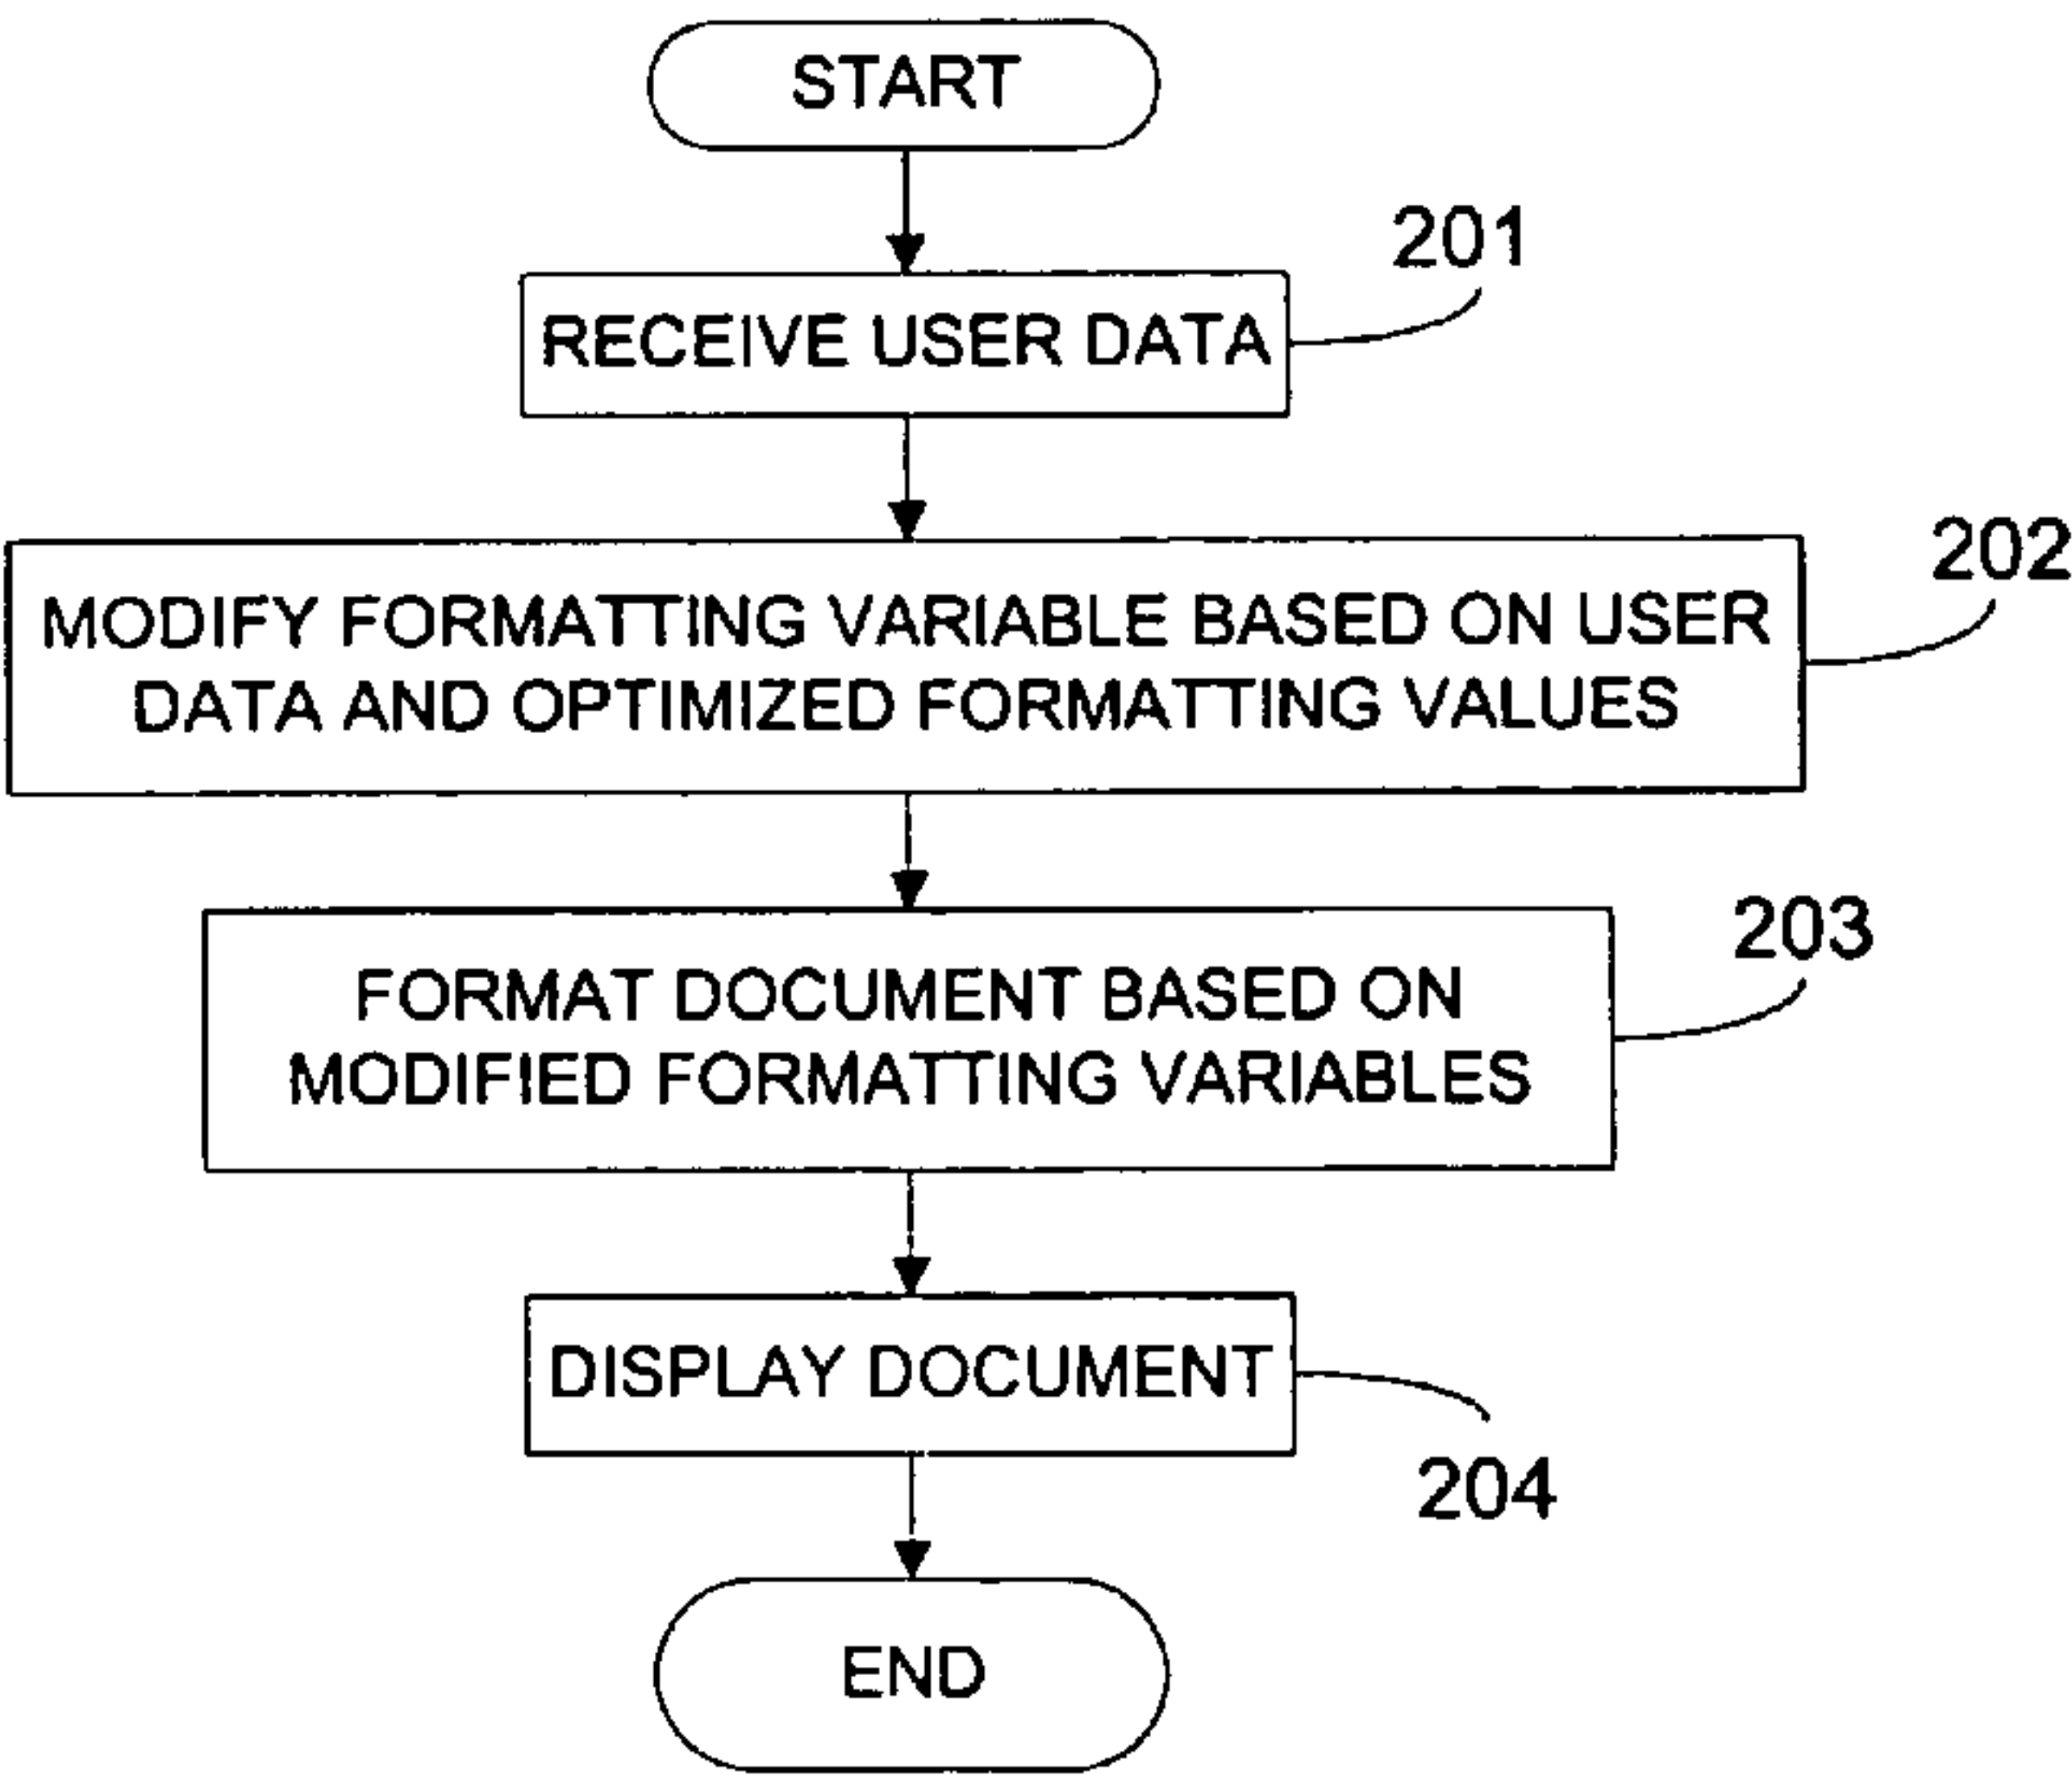 START
201
RECEIVE USER DATA
202
MODIFY FORMATTING VARIABLE BASED ON USER
DATA AND OPTIMIZED FORMATTING VALUES
203
FORMAT DOCUMENT BASED ON
MODIFIED FORMATTING VARIABLES
DISPLAY DOCUMENT
204
END